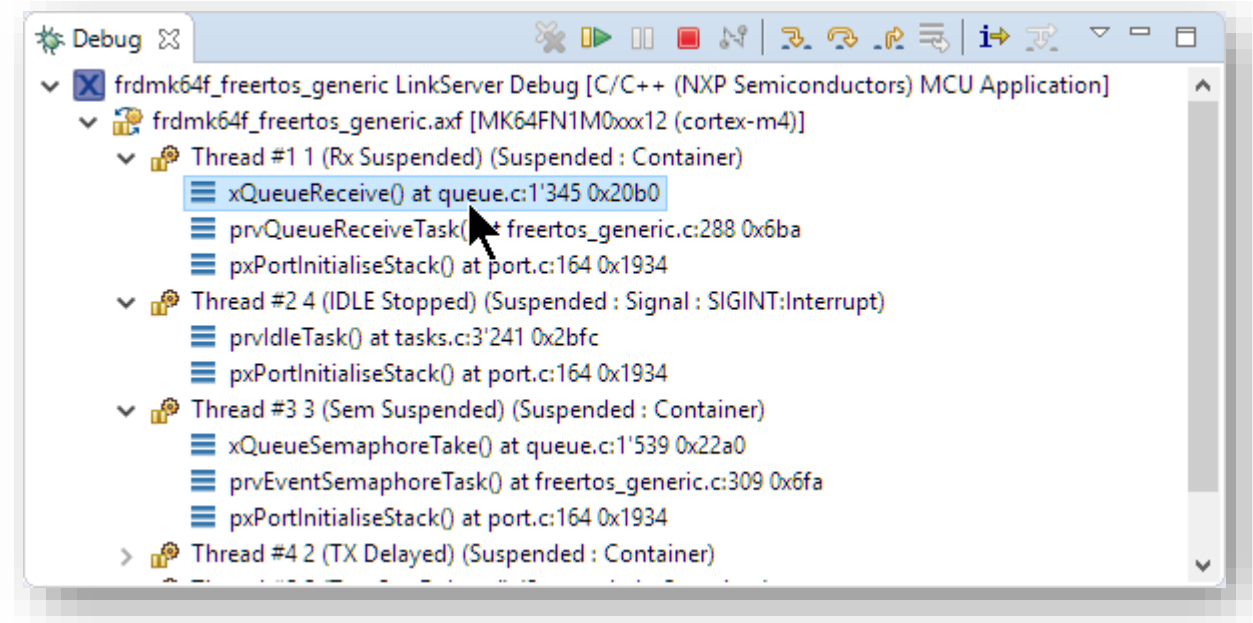 Debug
frdmk64f_freertos_generic LinkServer Debug [C/C++ (NXP Semiconductors) MCU Application]
frdmk64f_freertos_generic.axf [MK64FN1M0xxx12 (cortex-m4)]
Thread #1 1 (Rx Suspended) (Suspended : Container)
xQueueReceive() at queue.c:1'345 0x20b0
prvQueueReceiveTask( t freertos_generic.c:288 0x6ba
pxPortInitialiseStack() at port.c:164 0x1934
Thread #2 4 (IDLE Stopped) (Suspended : Signal : SIGINT:Interrupt)
prvIdleTask() at tasks.c:3'241 0x2bfc
pxPortInitialiseStack() at port.c:164 0x1934
Thread #3 3 (Sem Suspended) (Suspended : Container)
xQueueSemaphoreTake() at queue.c:1'539 0x22a0
prvEventSemaphoreTask() at freertos_generic.c:309 0x6fa
pxPortInitialiseStack() at port.c:164 0x1934
Thread #4 2 (TX Delayed) (Suspended : Container)